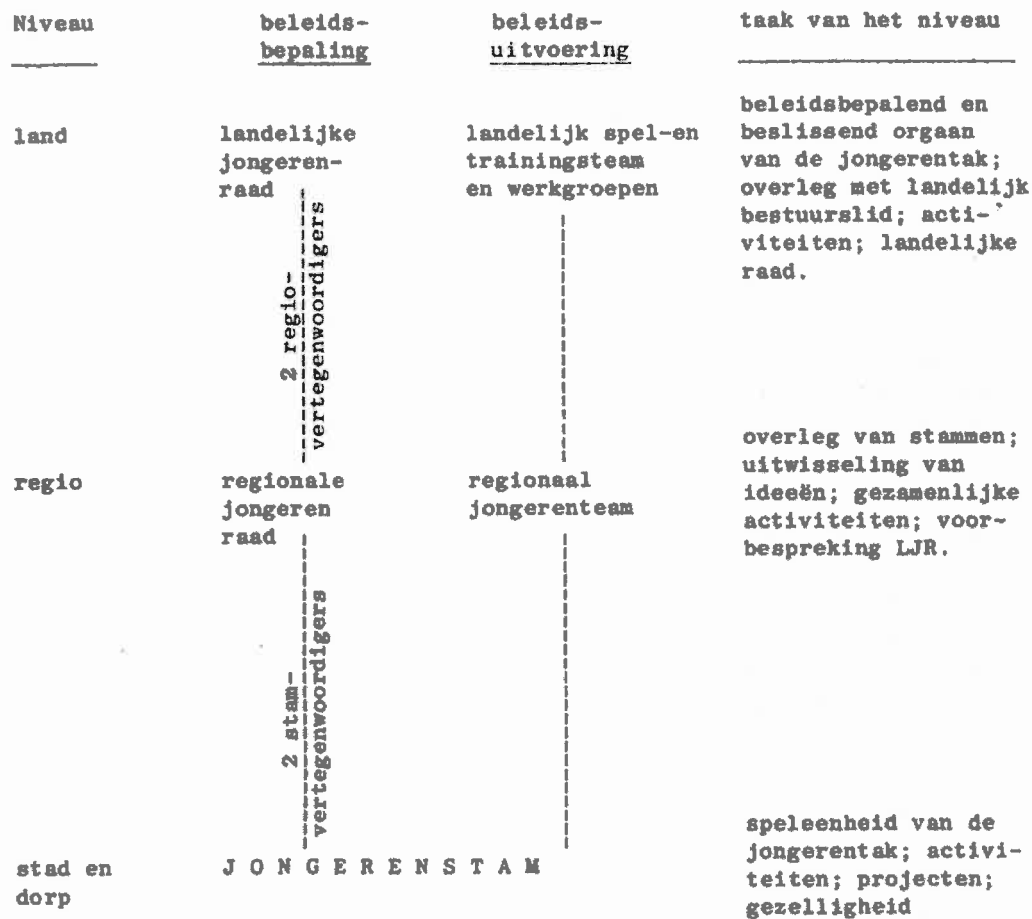 Niveau
beleids-
bepaling
beleids-
uitvoering
taak van het niveau
land
landelijke
jongeren-
raad
landelijk spel-en
trainingsteam
en werkgroepen
beleidsbepalend en
beslissend orgaan
van de jongerentak;
overleg met landelijk
bestuurslid; acti-
viteiten; landelijke
raad.
2 regio-
vertegenwoordigers
regio
regionale
jongeren
raad
regionaal
jongerenteam
overleg van stammen;
uitwisseling van
ideeën; gezamenlijke
activiteiten; voor-
bespreking LJR.
2 stam-
vertegenwoordigers
stad en
dorp
J O N G E R E N S T A M
speleenheid van de
jongerentak; activi-
teiten; projecten;
gezelligheid